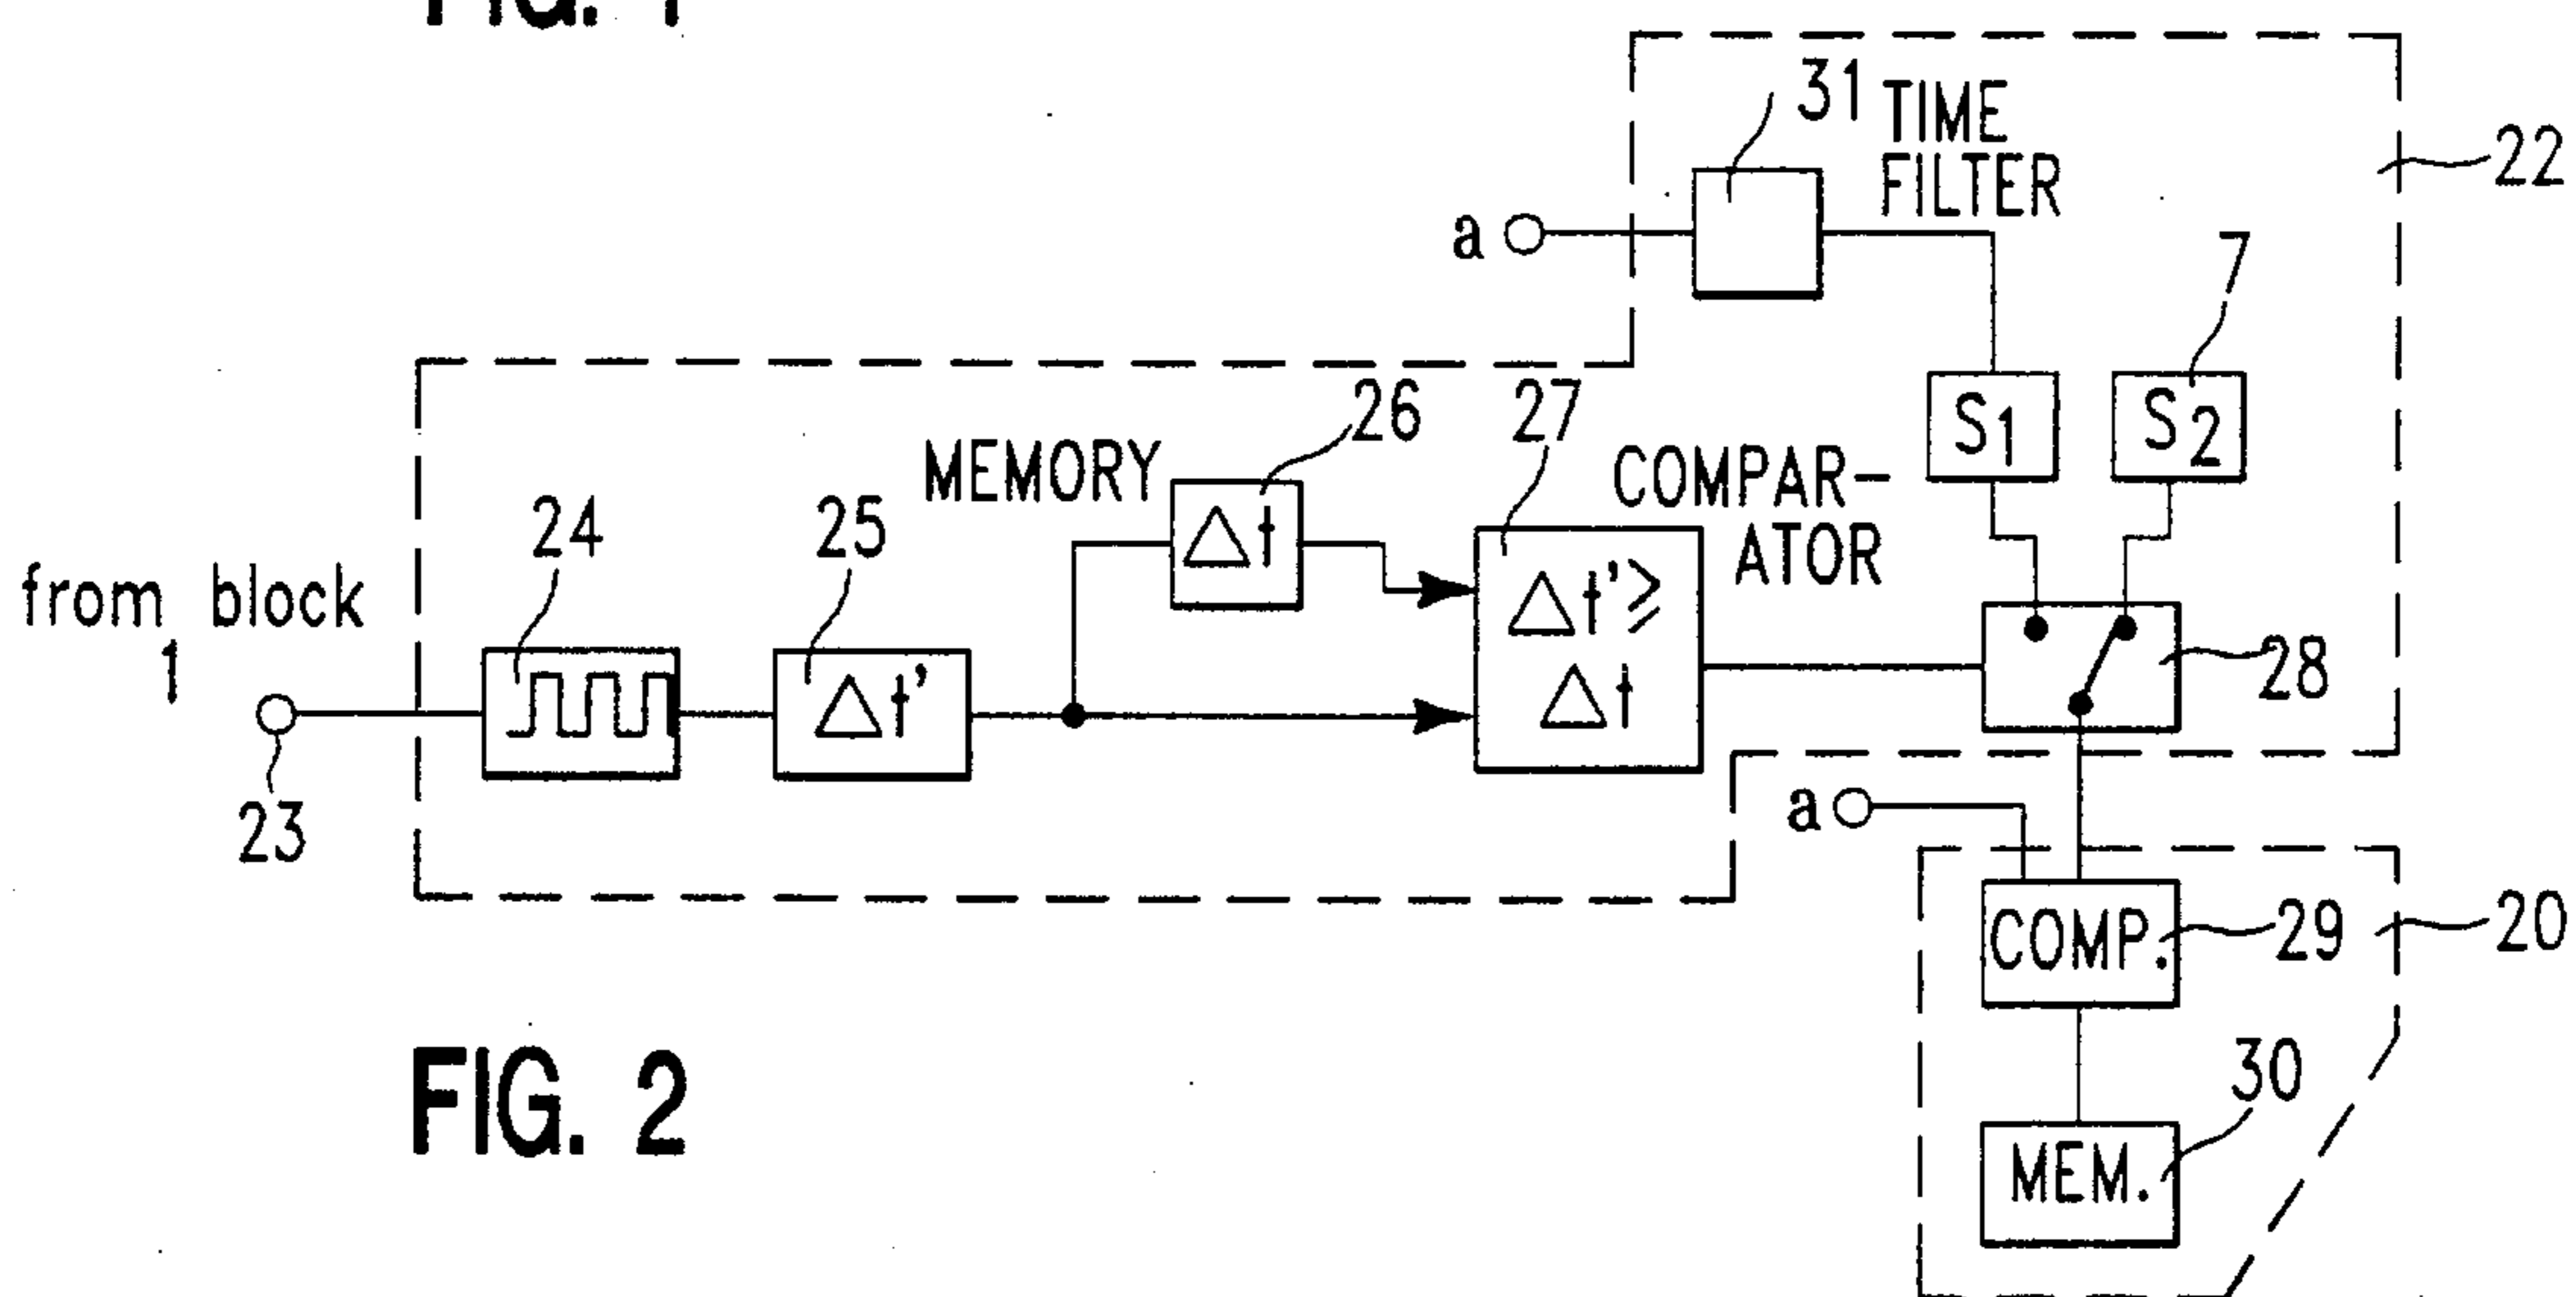 FIG. 1
31 TIME
FILTER
22
a
7
S1
S2
26
27
MEMORY
COMPAR-
ATOR
24
25
Δt
Δt'≥
Δt
from block
1
Δt'
28
23
a
29
COMP.
20
30
MEM.
FIG. 2